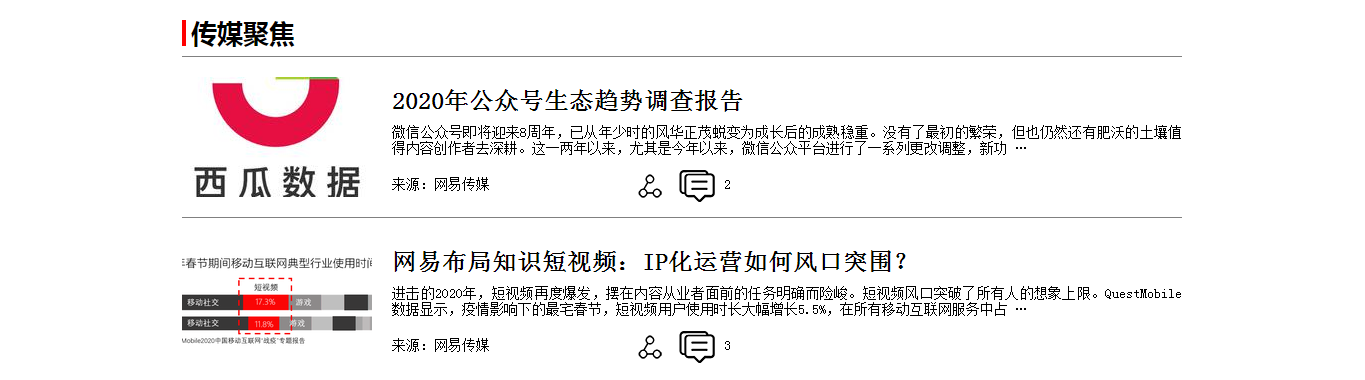 传媒聚焦
西瓜数据
2020年公众号生态趋势调查报告
微信公众号即将迎来8周年，已从年少时的风华正茂蜕变为成长后的成熟稳重。没有了最初的繁荣，但也仍然还有肥沃的土壤值
得内容创作者去深耕。这一两年以来，尤其是今年以来，微信公众平台进行了一系列更改调整，新功 …
来源：网易传媒
2
年春节期间移动互联网典型行业使用时间
短视频
移动社交 17.3% 游戏
移动社交 11.8% 游戏
Mobile2020中国移动互联网"战疫"专题报告
网易布局知识短视频：IP化运营如何风口突围？
进击的2020年，短视频再度爆发，摆在内容从业者面前的任务明确而险峻。短视频风口突破了所有人的想象上限。QuestMobile
数据显示，疫情影响下的最宅春节，短视频用户使用时长大幅增长5.5%，在所有移动互联网服务中占 …
来源：网易传媒
3